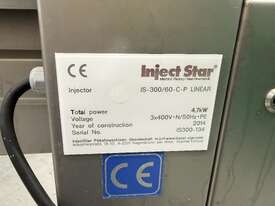 CE
Inject Star
injector
IS-300/60-C-P LINEAR
Total power 4,7kW
Voltage 3x400V+N/50Hz+PE
Year of construction 2014
Serial No. IS300-134
CE